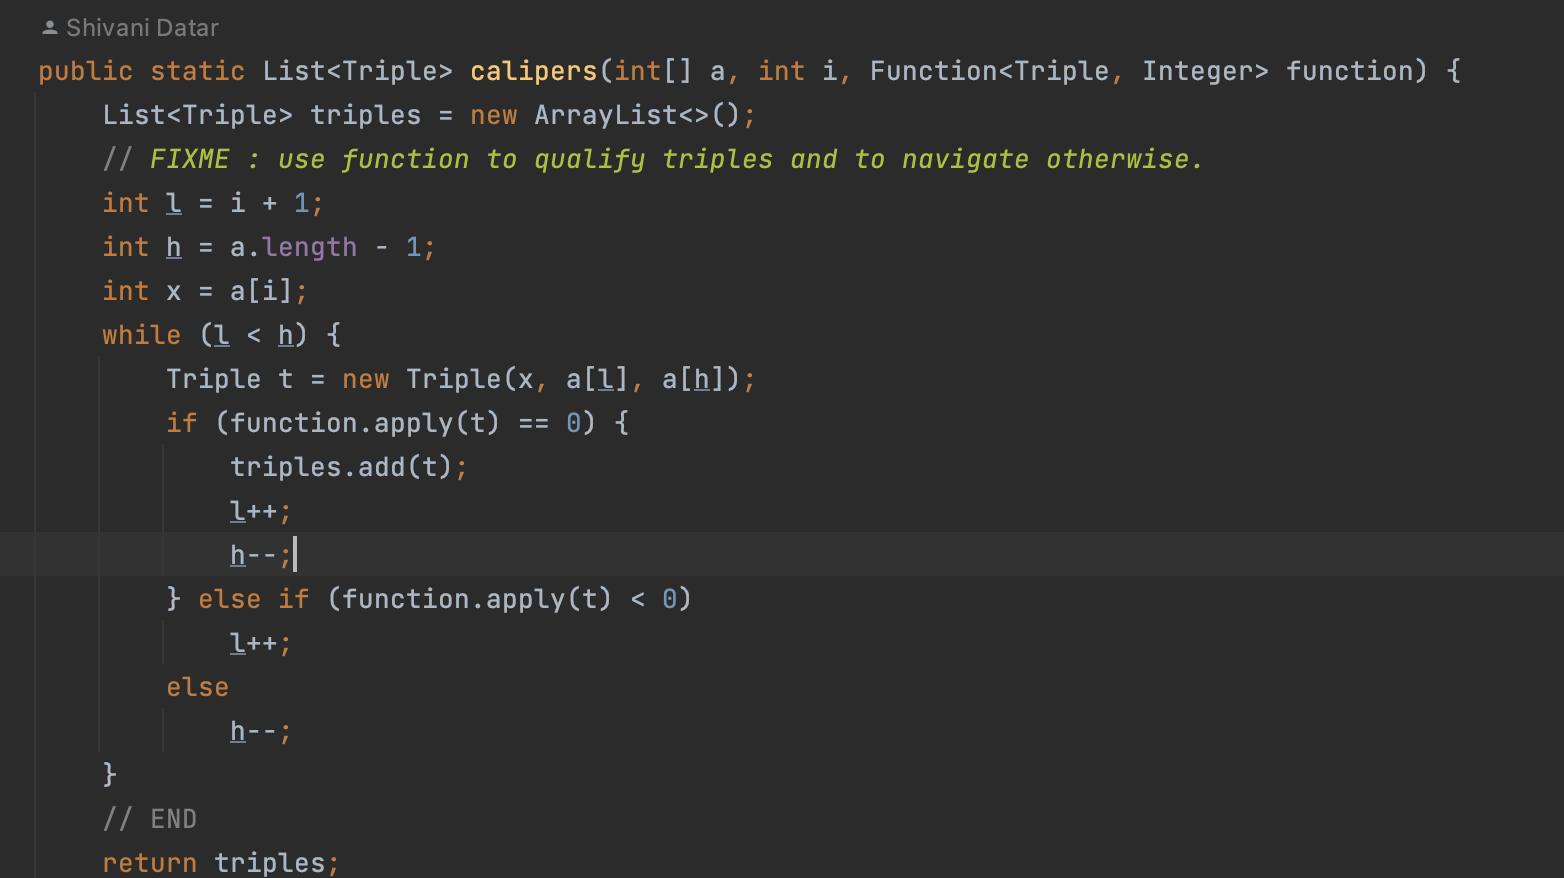 Shivani Datar
public static List<Triple> calipers(int[] a, int i, Function<Triple, Integer> function) {
List<Triple> triples = new ArrayList<>();
// FIXME : use function to qualify triples and to navigate otherwise.
int l = i + 1;
int h = a.length - 1;
int x = a[i];
while (l < h) {
Triple t = new Triple(x, a[l], a[h]);
if (function.apply(t) == 0) {
triples.add(t);
l++;
h--;
} else if (function.apply(t) < 0)
l++;
else
h--;
}
// END
return triples;